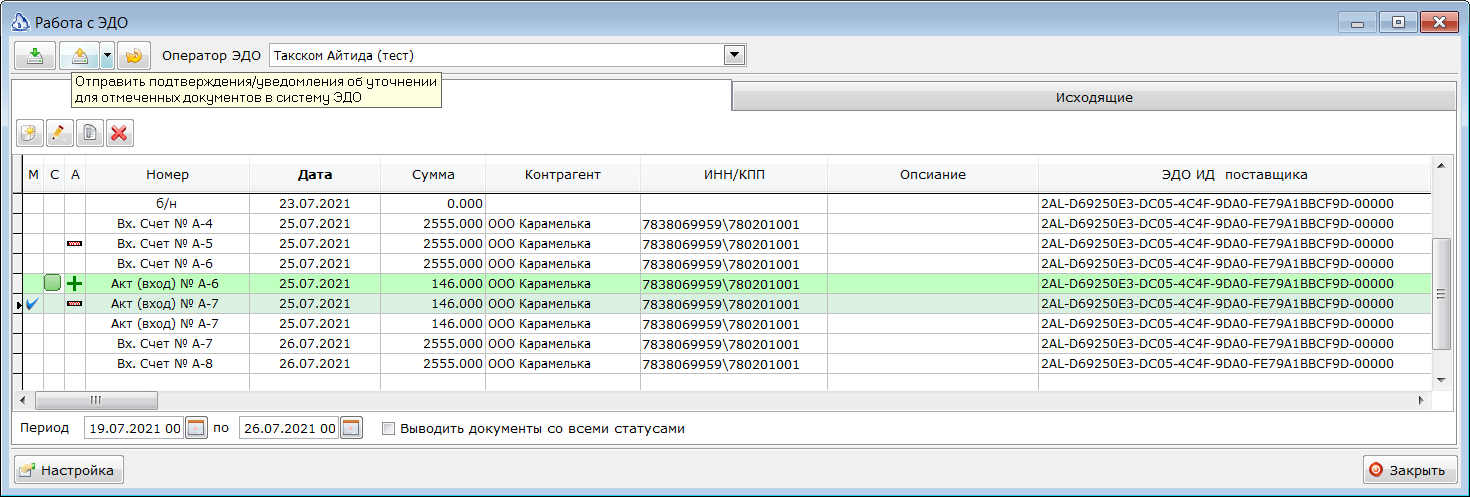 Работа с ЭДО
Оператор ЭДО Такском Айтида (тест)
Отправить подтверждения/уведомления об уточнении
для отмеченных документов в систему ЭДО
Исходящие
М С А Номер Дата Сумма Контрагент ИНН/КПП Опсиание ЭДО ИД поставщика
б/н 23.07.2021 0.000 2AL-D69250E3-DC05-4C4F-9DA0-FE79A1BBCF9D-00000
Вх. Счет № А-4 25.07.2021 2555.000 ООО Карамелька 7838069959\780201001 2AL-D69250E3-DC05-4C4F-9DA0-FE79A1BBCF9D-00000
Вх. Счет № А-5 25.07.2021 2555.000 ООО Карамелька 7838069959\780201001 2AL-D69250E3-DC05-4C4F-9DA0-FE79A1BBCF9D-00000
Вх. Счет № А-6 25.07.2021 2555.000 ООО Карамелька 7838069959\780201001 2AL-D69250E3-DC05-4C4F-9DA0-FE79A1BBCF9D-00000
Акт (вход) № А-6 25.07.2021 146.000 ООО Карамелька 7838069959\780201001 2AL-D69250E3-DC05-4C4F-9DA0-FE79A1BBCF9D-00000
Акт (вход) № А-7 25.07.2021 146.000 ООО Карамелька 7838069959\780201001 2AL-D69250E3-DC05-4C4F-9DA0-FE79A1BBCF9D-00000
Акт (вход) № А-7 25.07.2021 146.000 ООО Карамелька 7838069959\780201001 2AL-D69250E3-DC05-4C4F-9DA0-FE79A1BBCF9D-00000
Вх. Счет № А-7 26.07.2021 2555.000 ООО Карамелька 7838069959\780201001 2AL-D69250E3-DC05-4C4F-9DA0-FE79A1BBCF9D-00000
Вх. Счет № А-8 26.07.2021 2555.000 ООО Карамелька 7838069959\780201001 2AL-D69250E3-DC05-4C4F-9DA0-FE79A1BBCF9D-00000
Период 19.07.2021 00 по 26.07.2021 00 Выводить документы со всеми статусами
Настройка Закрыть